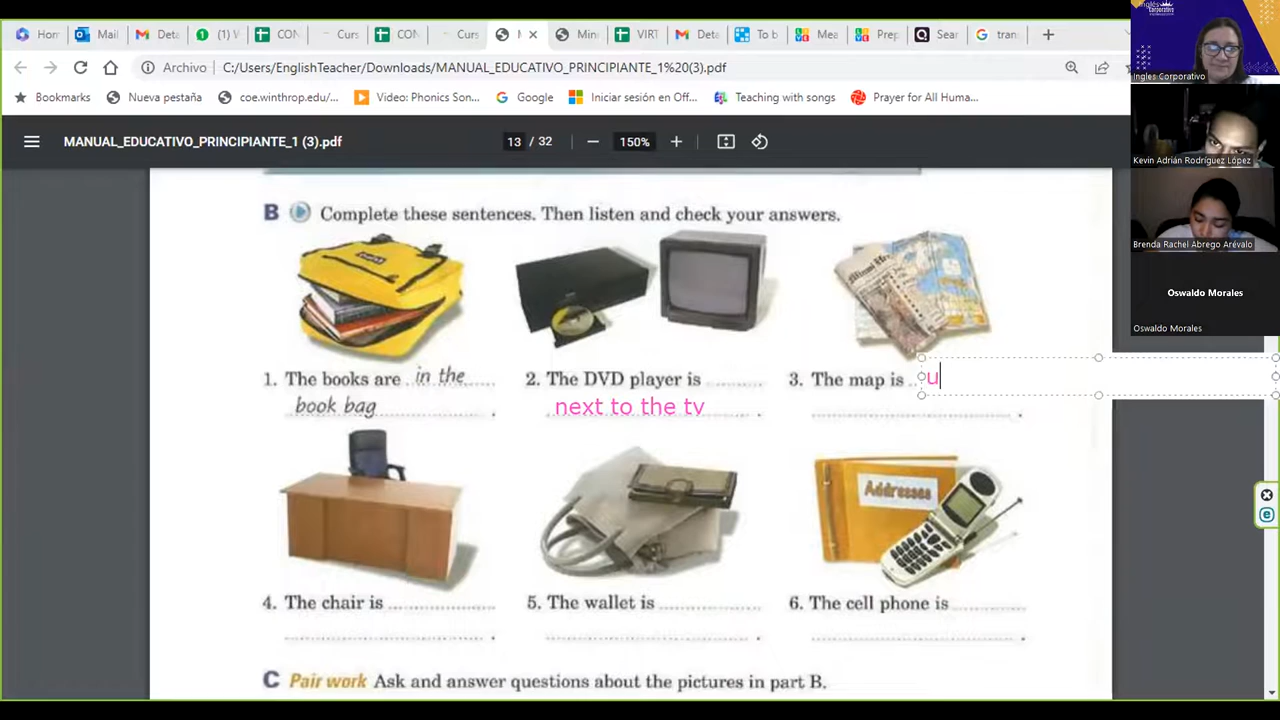 Hom
Mail
Deta
(1) V
CON
Curs
CON
Curs
Min
VIRT
Deta
To b
Mea
Prep
Sear
tran
Archivo
C:/Users/EnglishTeacher/Downloads/MANUAL_EDUCATIVO_PRINCIPIANTE_1%20(3).pdf
Bookmarks
Nueva pestaña
coe.winthrop.edu/...
Video: Phonics Son...
Google
Iniciar sesión en Off...
Teaching with songs
Prayer for All Huma...
MANUAL_EDUCATIVO_PRINCIPIANTE_1 (3).pdf
13 / 32
150%
Inglés
corporativo
Ingles Corporativo
Kevin Adrián Rodríguez López
Brenda Rachel Abrego Arévalo
Oswaldo Morales
Oswaldo Morales
B Complete these sentences. Then listen and check your answers.
1. The books are in the
book bag .
2. The DVD player is
next to the tv .
3. The map is u
.
Addresses
4. The chair is
.
5. The wallet is
.
6. The cell phone is
.
C Pair work Ask and answer questions about the pictures in part B.